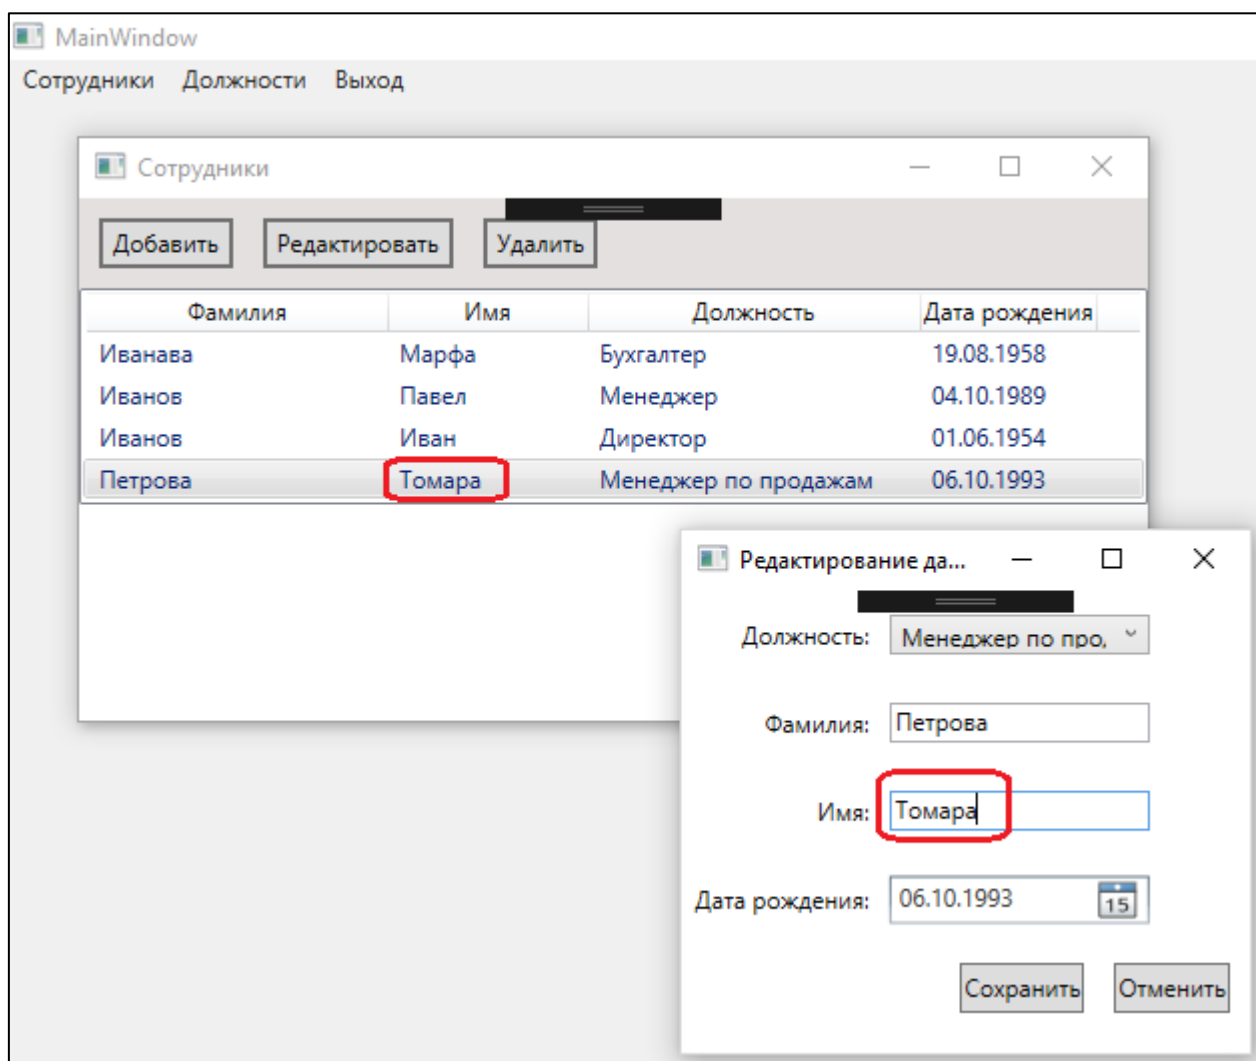 MainWindow
Сотрудники Должности Выход
Сотрудники
Добавить Редактировать Удалить
Фамилия Имя Должность Дата рождения
Иванава Марфа Бухгалтер 19.08.1958
Иванов Павел Менеджер 04.10.1989
Иванов Иван Директор 01.06.1954
Петрова Томара Менеджер по продажам 06.10.1993
Редактирование да...
Должность: Менеджер по про,
Фамилия: Петрова
Имя: Томара
Дата рождения: 06.10.1993 15
Сохранить Отменить